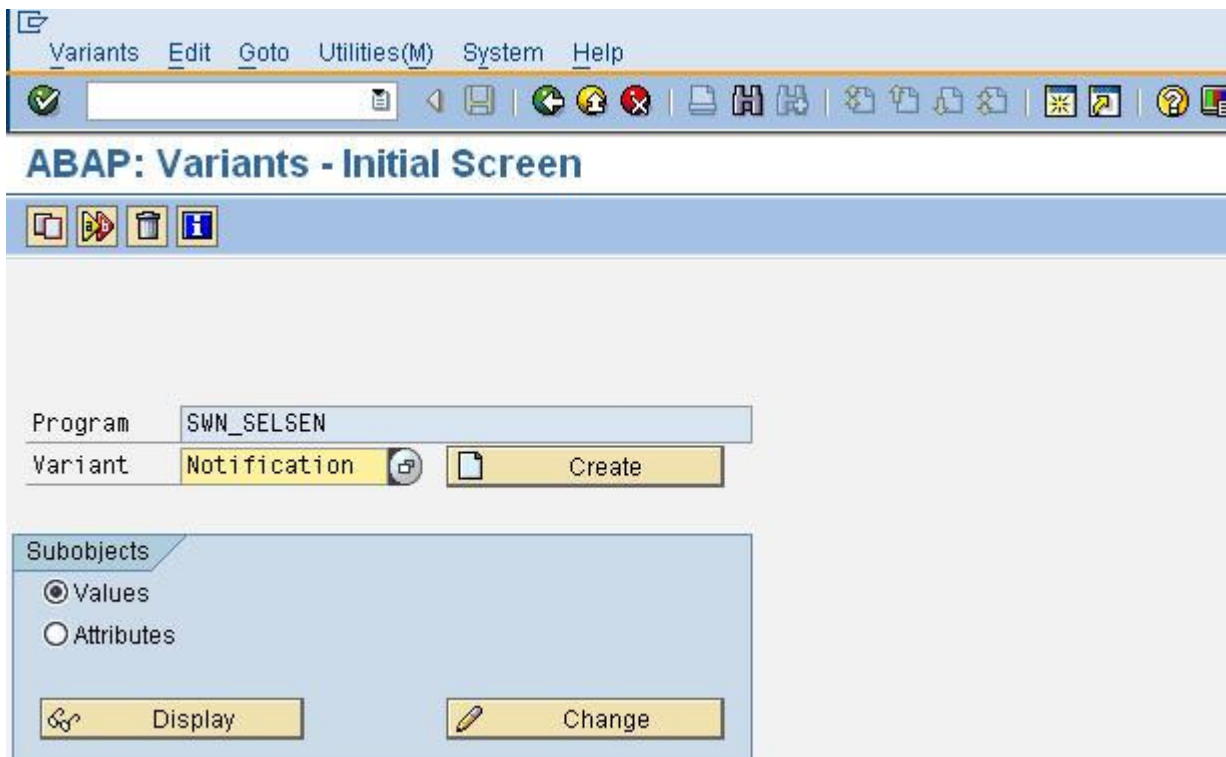 Variants Edit Goto Utilities(M) System Help
ABAP: Variants - Initial Screen
Program SWN_SELSEN
Variant Notification Create
Subobjects
Values
Attributes
Display Change